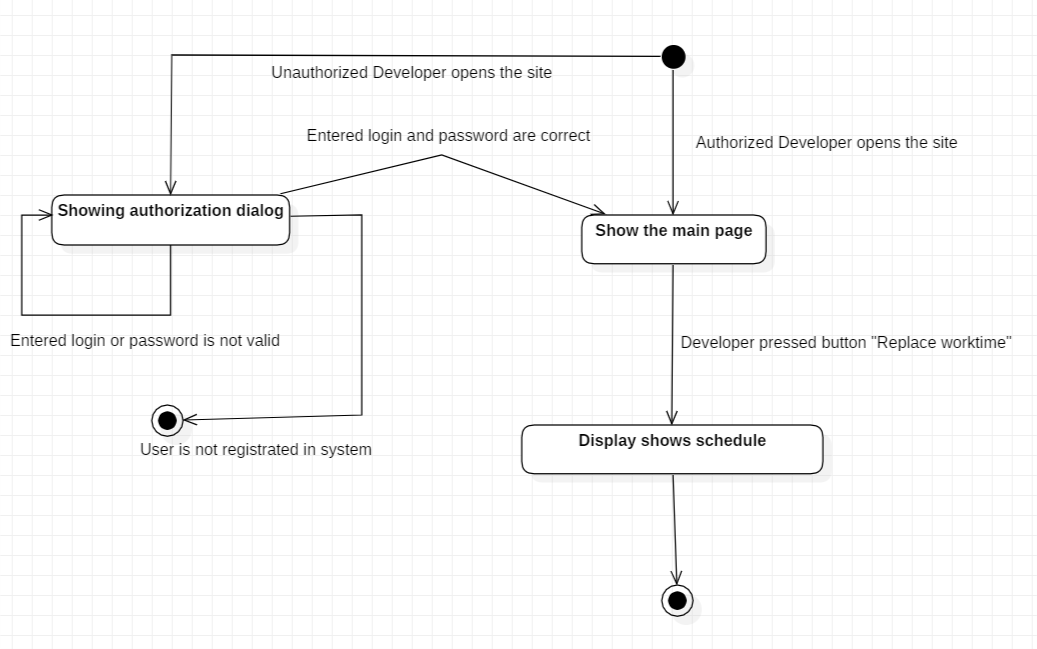 Unauthorized Developer opens the site
Entered login and password are correct
Authorized Developer opens the site
Showing authorization dialog
Show the main page
Entered login or password is not valid
Developer pressed button "Replace worktime"
Display shows schedule
User is not registrated in system